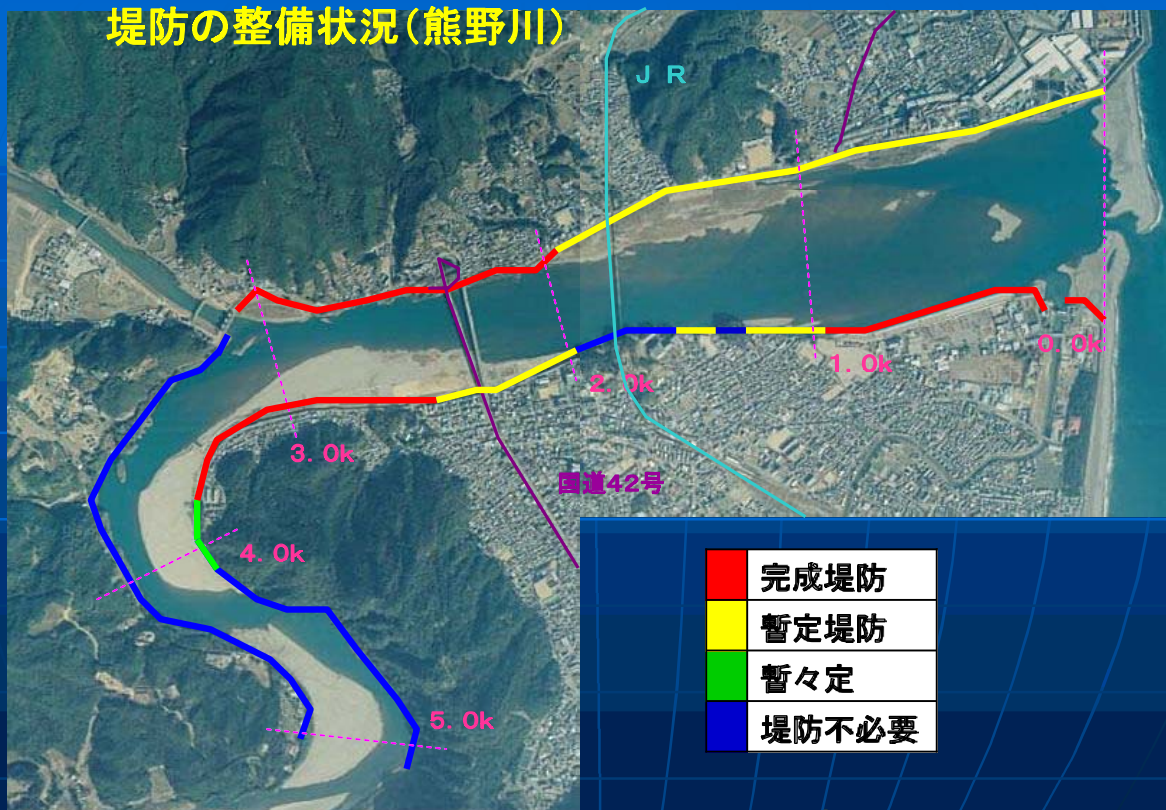 堤防の整備状況（熊野川）
ＪＲ
0．0k
1．0k
2．0k
3．0k
国道42号
4．0k
5．0k
完成堤防
暫定堤防
暫々定
堤防不必要